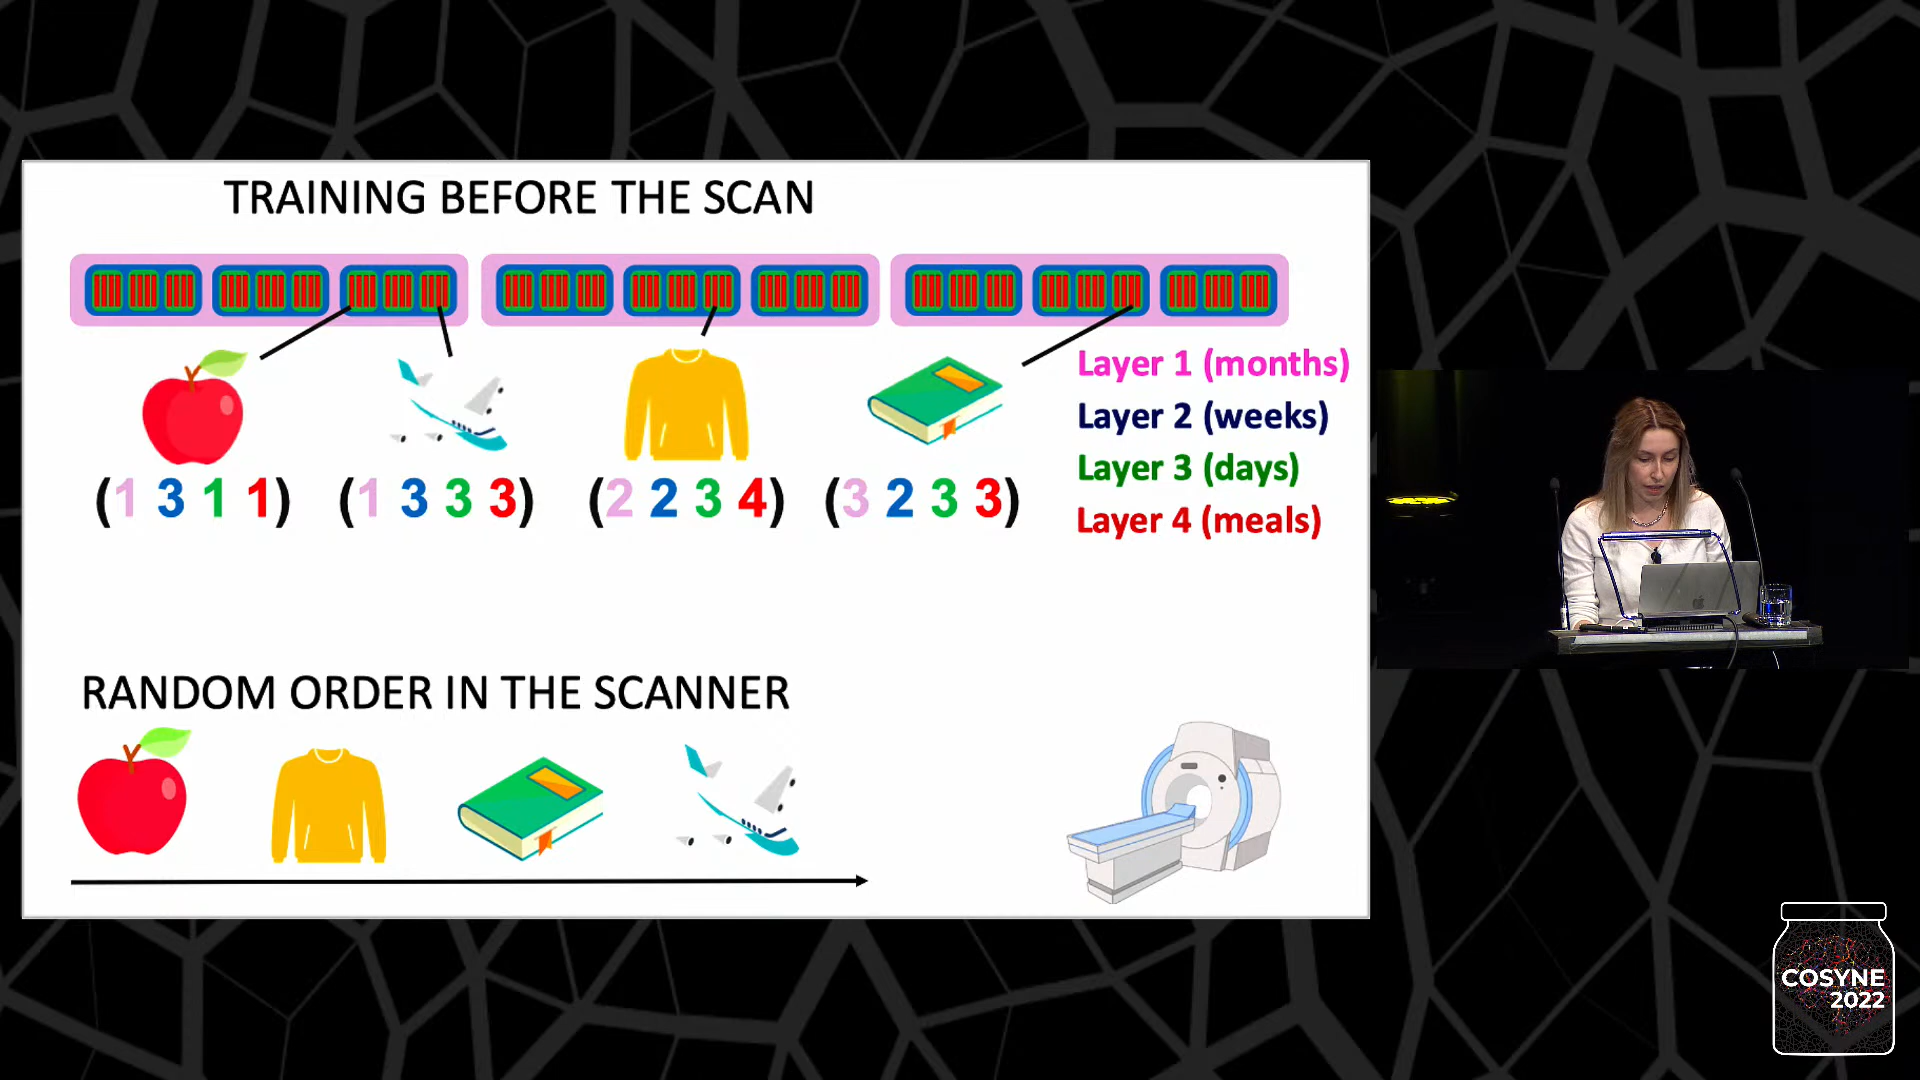 TRAINING BEFORE THE SCAN
Layer 1 (months)
Layer 2 (weeks)
Layer 3 (days)
Layer 4 (meals)
(1 3 1 1) (1 3 3 3) (2 2 3 4) (3 2 3 3)
RANDOM ORDER IN THE SCANNER
COSYNE
2022